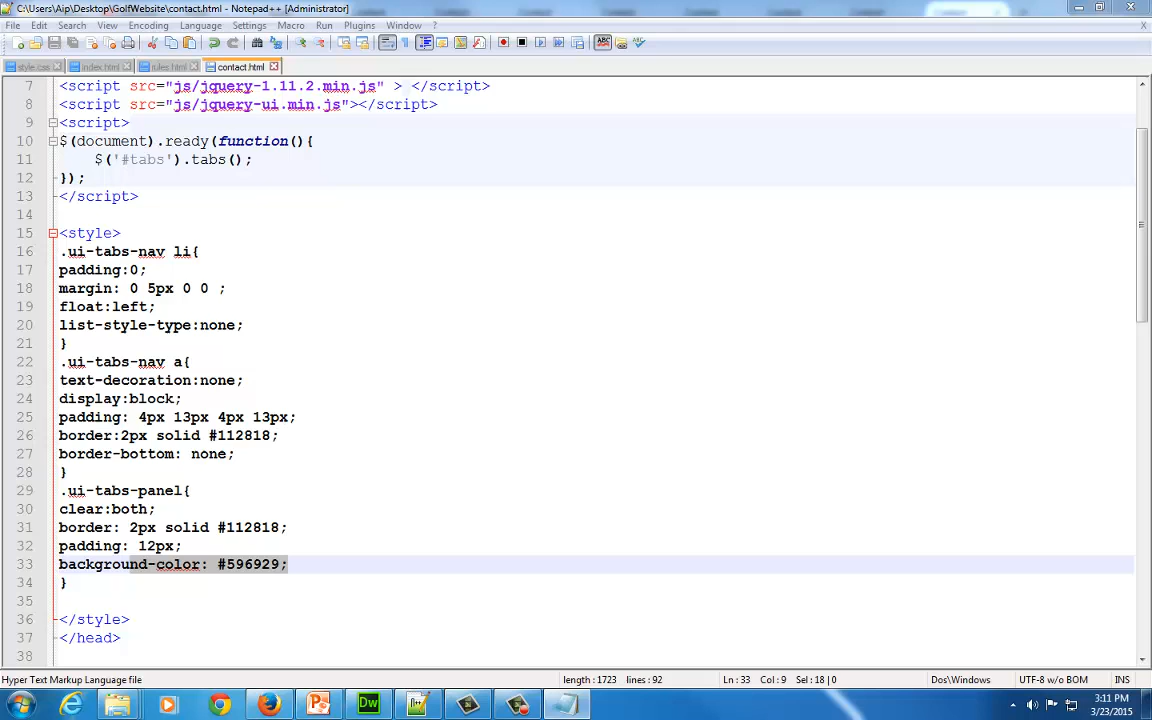 C:\Users\Aip\Desktop\GolfWebsite\contact.html - Notepad++ [Administrator]
File Edit Search View Encoding Language Settings Macro Run Plugins Window ? X
style.css index.html rules.html contact.html
7 <script src="js/jquery-1.11.2.min.js" > </script>
8 <script src="js/jquery-ui.min.js"></script>
9 <script>
10 $(document).ready(function(){
11 $('#tabs').tabs();
12 });
13 </script>
14
15 <style>
16 .ui-tabs-nav li{
17 padding:0;
18 margin: 0 5px 0 0 ;
19 float:left;
20 list-style-type:none;
21 }
22 .ui-tabs-nav a{
23 text-decoration:none;
24 display:block;
25 padding: 4px 13px 4px 13px;
26 border:2px solid #112818;
27 border-bottom: none;
28 }
29 .ui-tabs-panel{
30 clear:both;
31 border: 2px solid #112818;
32 padding: 12px;
33 background-color: #596929;
34 }
35
36 </style>
37 </head>
38
Hyper Text Markup Language file length : 1723 lines : 92 Ln : 33 Col : 9 Sel : 18 | 0 Dos\Windows UTF-8 w/o BOM INS
Dw
3:11 PM
3/23/2015